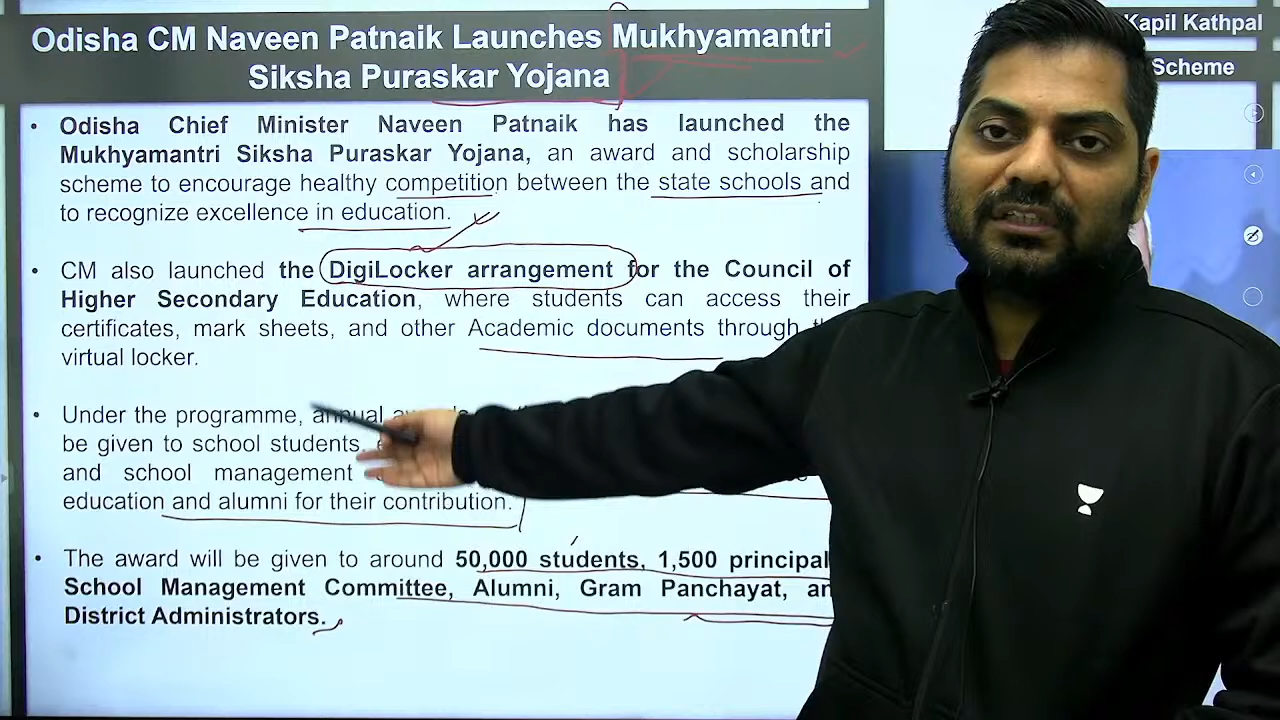 Odisha CM Naveen Patnaik Launches Mukhyamantri
Siksha Puraskar Yojana
Kapil Kathpal
Scheme
• Odisha Chief Minister Naveen Patnaik has launched the
Mukhyamantri Siksha Puraskar Yojana, an award and scholarship
scheme to encourage healthy competition between the state schools and
to recognize excellence in education.
• CM also launched the DigiLocker arrangement for the Council of
Higher Secondary Education, where students can access their
certificates, mark sheets, and other Academic documents through
virtual locker.
• Under the programme, annual
be given to school students,
and school management
education and alumni for their contribution.
• The award will be given to around 50,000 students, 1,500 principal
School Management Committee, Alumni, Gram Panchayat,
District Administrators.